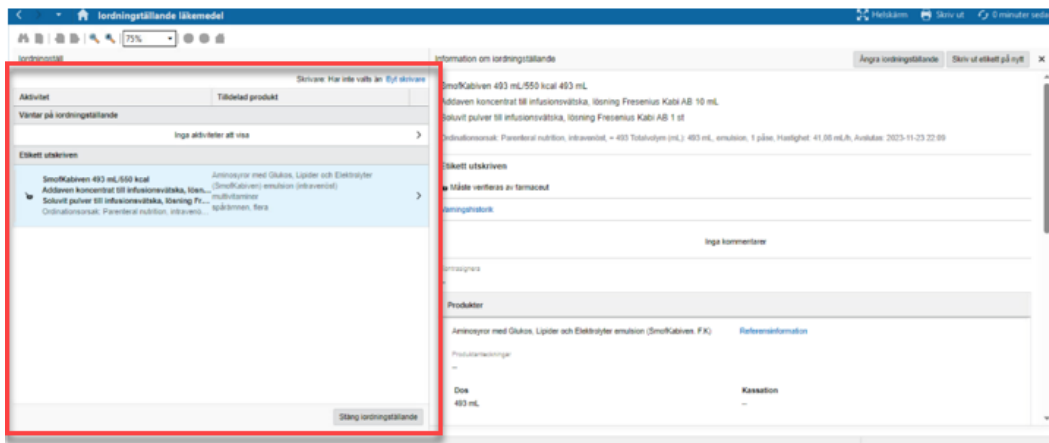 Iordningställande läkemedel
Helskärm Skriv ut 0 minuter sedan
75%
Iordningställ
Skrivare: Har inte valts än Byt skrivare
Aktivitet Tilldelad produkt
Väntar på iordningställande
Inga aktiviteter att visa
Etikett utskriven
SmofKabiven 493 mL/550 kcal
Addaven koncentrat till infusionsvätska, lösn...
Soluvit pulver till infusionsvätska, lösning Fr...
Ordinationsorsak: Parenteral nutrition, intravenö...
Aminosyror med Glukos, Lipider och Elektrolyter
(SmofKabiven) emulsion (intravenöst)
multivitaminor
spårämnen, flera
Stäng iordningställande
Information om iordningställande
Ångra iordningställande Skriv ut etikett på nytt
SmofKabiven 493 mL/550 kcal 493 mL
Addaven koncentrat till infusionsvätska, lösning Fresenius Kabi AB 10 mL
Soluvit pulver till infusionsvätska, lösning Fresenius Kabi AB 1 st
Ordinationsorsak: Parenteral nutrition, intravenöst, = 493 Totalvolym (mL): 493 mL, emulsion, 1 påse, Hastighet: 41,08 mL/h, Avslutas: 2023-11-23 22:09
Etikett utskriven
Måste verifieras av farmaceut
Varningshistorik
Inga kommentarer
--
Produkter
Aminosyror med Glukos, Lipider och Elektrolyter emulsion (SmofKabiven. F.K) Referensinformation
Produktanteckningar
--
Dos Kassation
493 mL --